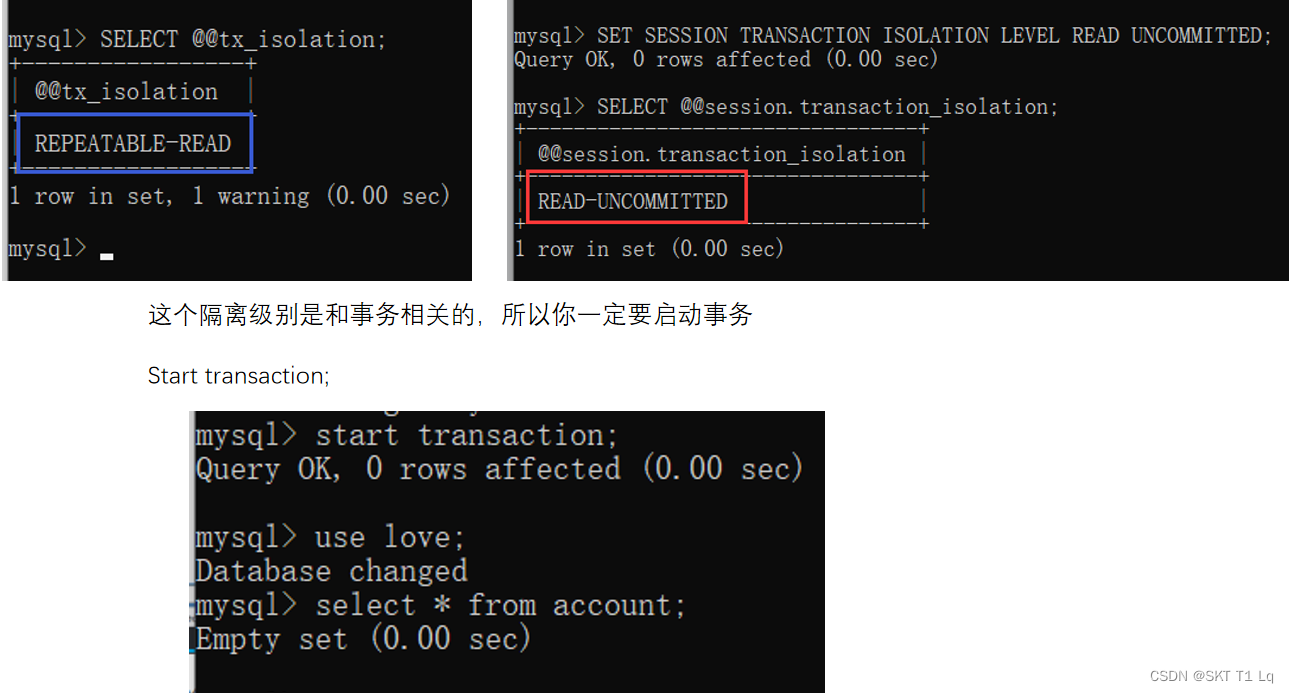 mysql> SELECT @@tx_isolation;
+-----------------+
| @@tx_isolation |
+-----------------+
| REPEATABLE-READ
+-----------------+
1 row in set, 1 warning (0.00 sec)
mysql> _
mysql> SET SESSION TRANSACTION ISOLATION LEVEL READ UNCOMMITTED;
Query OK, 0 rows affected (0.00 sec)
mysql> SELECT @@session.transaction_isolation;
+---------------------------------+
| @@session.transaction_isolation |
+---------------------------------+
| READ-UNCOMMITTED |
+---------------------------------+
1 row in set (0.00 sec)
这个隔离级别是和事务相关的,所以你一定要启动事务
Start transaction;
mysql> start transaction;
Query OK, 0 rows affected (0.00 sec)
mysql> use love;
Database changed
mysql> select * from account;
Empty set (0.00 sec)
CSDN @SKT T1 Lq